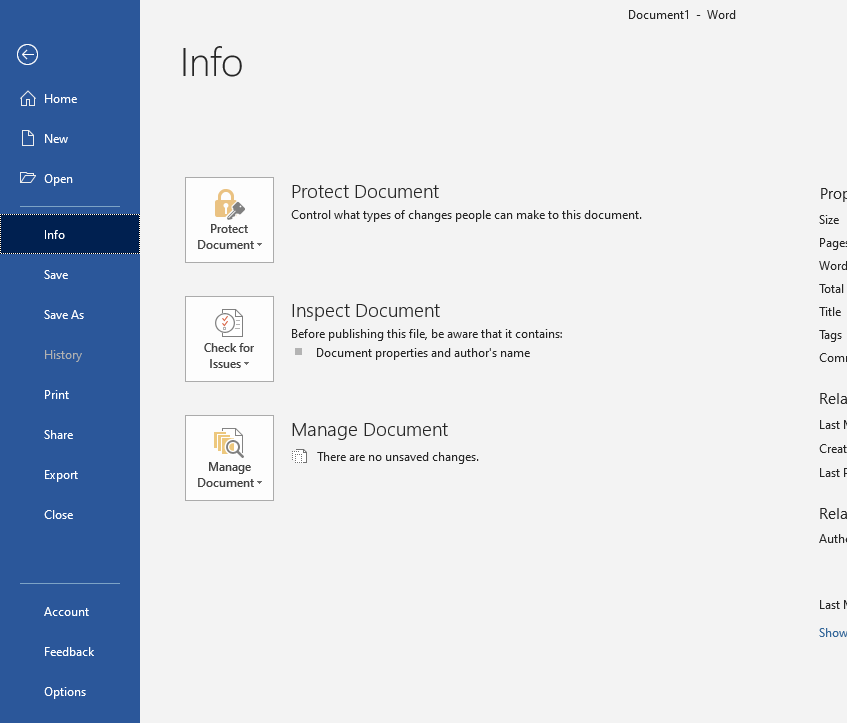 Document1 - Word
Info
Home
New
Open
Info
Save
Save As
History
Print
Share
Export
Close
Account
Feedback
Options
Protect
Document
Protect Document
Control what types of changes people can make to this document.
Check for
Issues
Inspect Document
Before publishing this file, be aware that it contains:
Document properties and author's name
Manage
Document
Manage Document
There are no unsaved changes.
Prop
Size
Pages
Word
Total
Title
Tags
Comm
Rela
Last M
Creat
Last P
Rela
Autho
Last M
Show